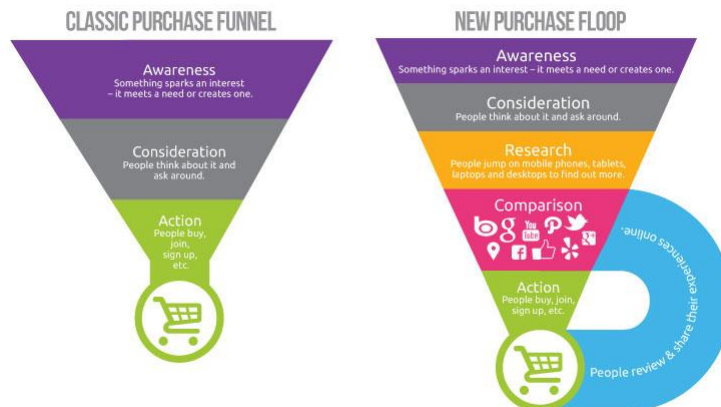 CLASSIC PURCHASE FUNNEL
Awareness
Something sparks an interest
– it meets a need or creates one.
Consideration
People think about it and
ask around.
Action
People buy,
join,
sign up,
etc.
NEW PURCHASE FLOOP
Awareness
Something sparks an interest – it meets a need or creates one.
Consideration
People think about it and ask around.
Research
People jump on mobile phones, tablets,
laptops and desktops to find out more.
Comparison
You
Tube
Action
People buy, join,
sign up, etc.
People review & share their experiences online.